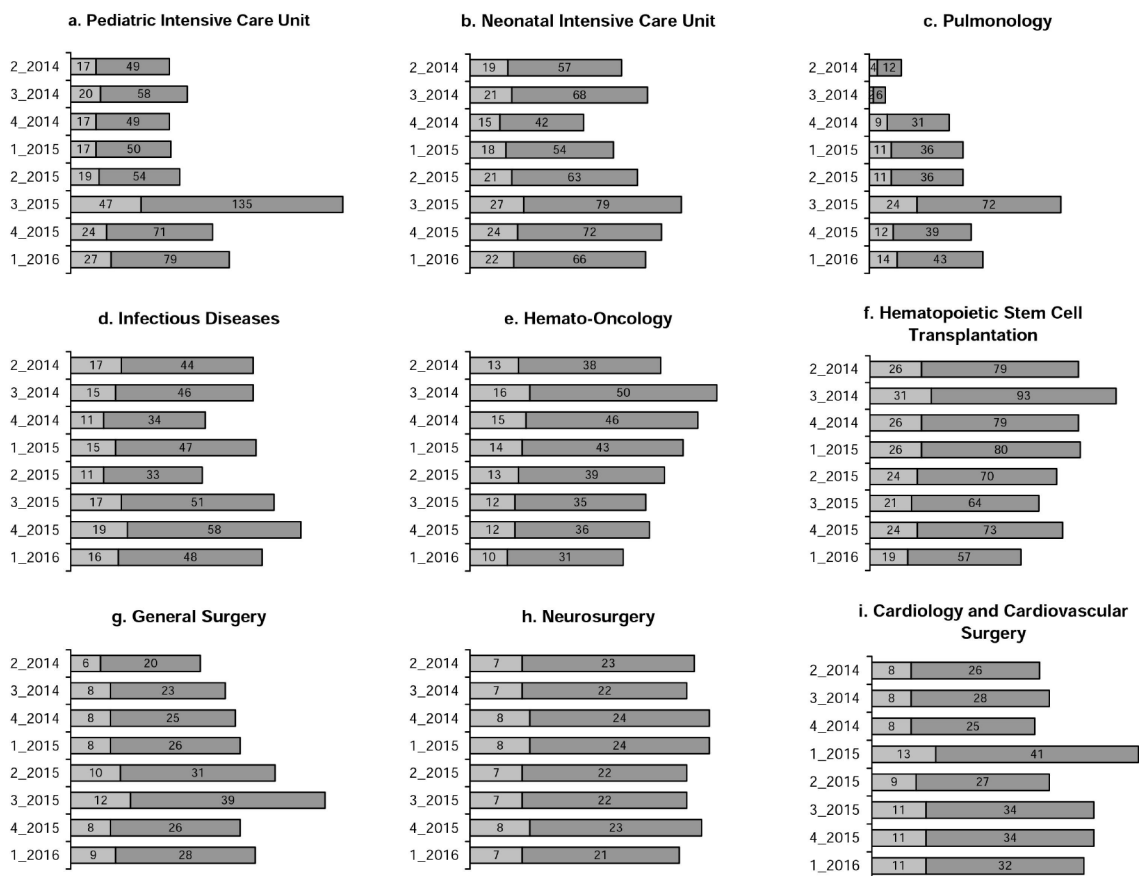 a. Pediatric Intensive Care Unit
2_2014 17 49
3_2014 20 58
4_2014 17 49
1_2015 17 50
2_2015 19 54
3_2015 47 135
4_2015 24 71
1_2016 27 79
b. Neonatal Intensive Care Unit
2_2014 19 57
3_2014 21 68
4_2014 15 42
1_2015 18 54
2_2015 21 63
3_2015 27 79
4_2015 24 72
1_2016 22 66
c. Pulmonology
2_2014 4 12
3_2014 6
4_2014 9 31
1_2015 11 36
2_2015 11 36
3_2015 24 72
4_2015 12 39
1_2016 14 43
d. Infectious Diseases
2_2014 17 44
3_2014 15 46
4_2014 11 34
1_2015 15 47
2_2015 11 33
3_2015 17 51
4_2015 19 58
1_2016 16 48
e. Hemato-Oncology
2_2014 13 38
3_2014 16 50
4_2014 15 46
1_2015 14 43
2_2015 13 39
3_2015 12 35
4_2015 12 36
1_2016 10 31
f. Hematopoietic Stem Cell
Transplantation
2_2014 26 79
3_2014 31 93
4_2014 26 79
1_2015 26 80
2_2015 24 70
3_2015 21 64
4_2015 24 73
1_2016 19 57
g. General Surgery
2_2014 6 20
3_2014 8 23
4_2014 8 25
1_2015 8 26
2_2015 10 31
3_2015 12 39
4_2015 8 26
1_2016 9 28
h. Neurosurgery
2_2014 7 23
3_2014 7 22
4_2014 8 24
1_2015 8 24
2_2015 7 22
3_2015 7 22
4_2015 8 23
1_2016 7 21
i. Cardiology and Cardiovascular
Surgery
2_2014 8 26
3_2014 8 28
4_2014 8 25
1_2015 13 41
2_2015 9 27
3_2015 11 34
4_2015 11 34
1_2016 11 32